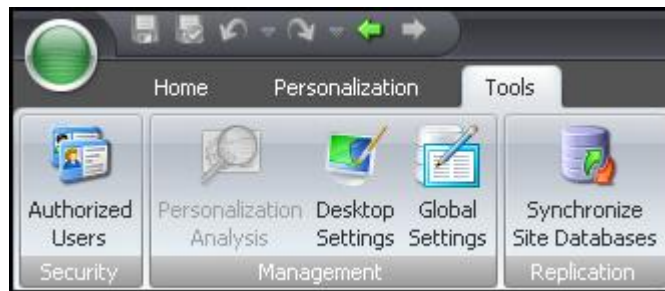 Home Personalization Tools
Authorized Users
Personalization Analysis
Desktop Settings
Global Settings
Synchronize Site Databases
Security Management Replication